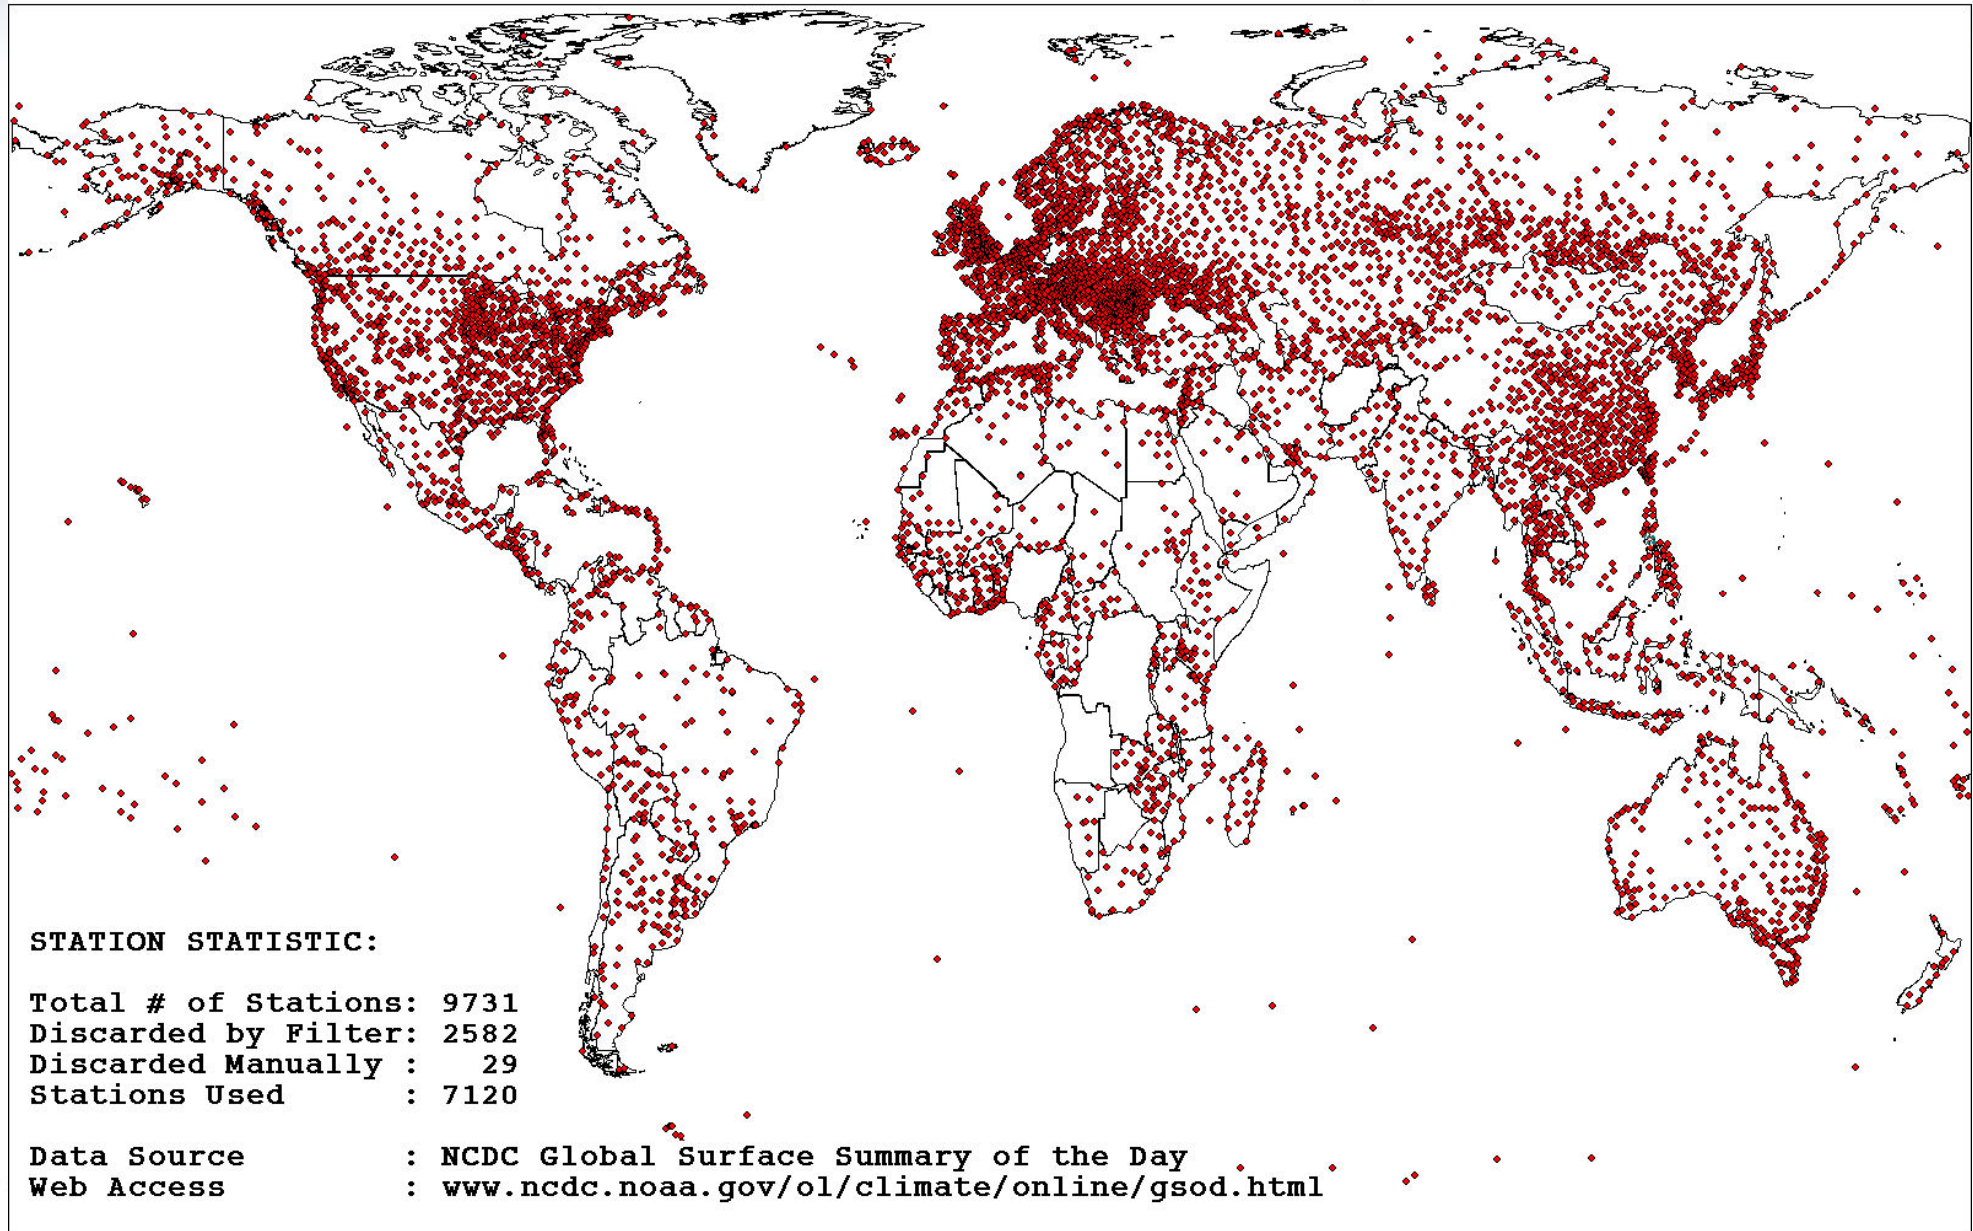 STATION STATISTIC:
Total # of Stations: 9731
Discarded by Filter: 2582
Discarded Manually : 29
Stations Used : 7120
Data Source : NCDC Global Surface Summary of the Day
Web Access : www.ncdc.noaa.gov/ol/climate/online/gsod.html